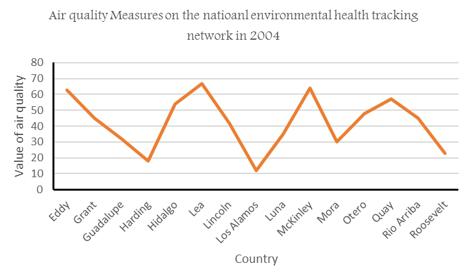 Air quality Measures on the natioanl environmental health tracking
network in 2004
Value of air quality
80
70
60
50
40
30
20
10
0
Eddy
Grant
Guadalupe
Harding
Hidalgo
Lea
Lincoln
Los Alamos
Luna
McKinley
Mora
Otero
Quay
Rio Arriba
Roosevelt
Country